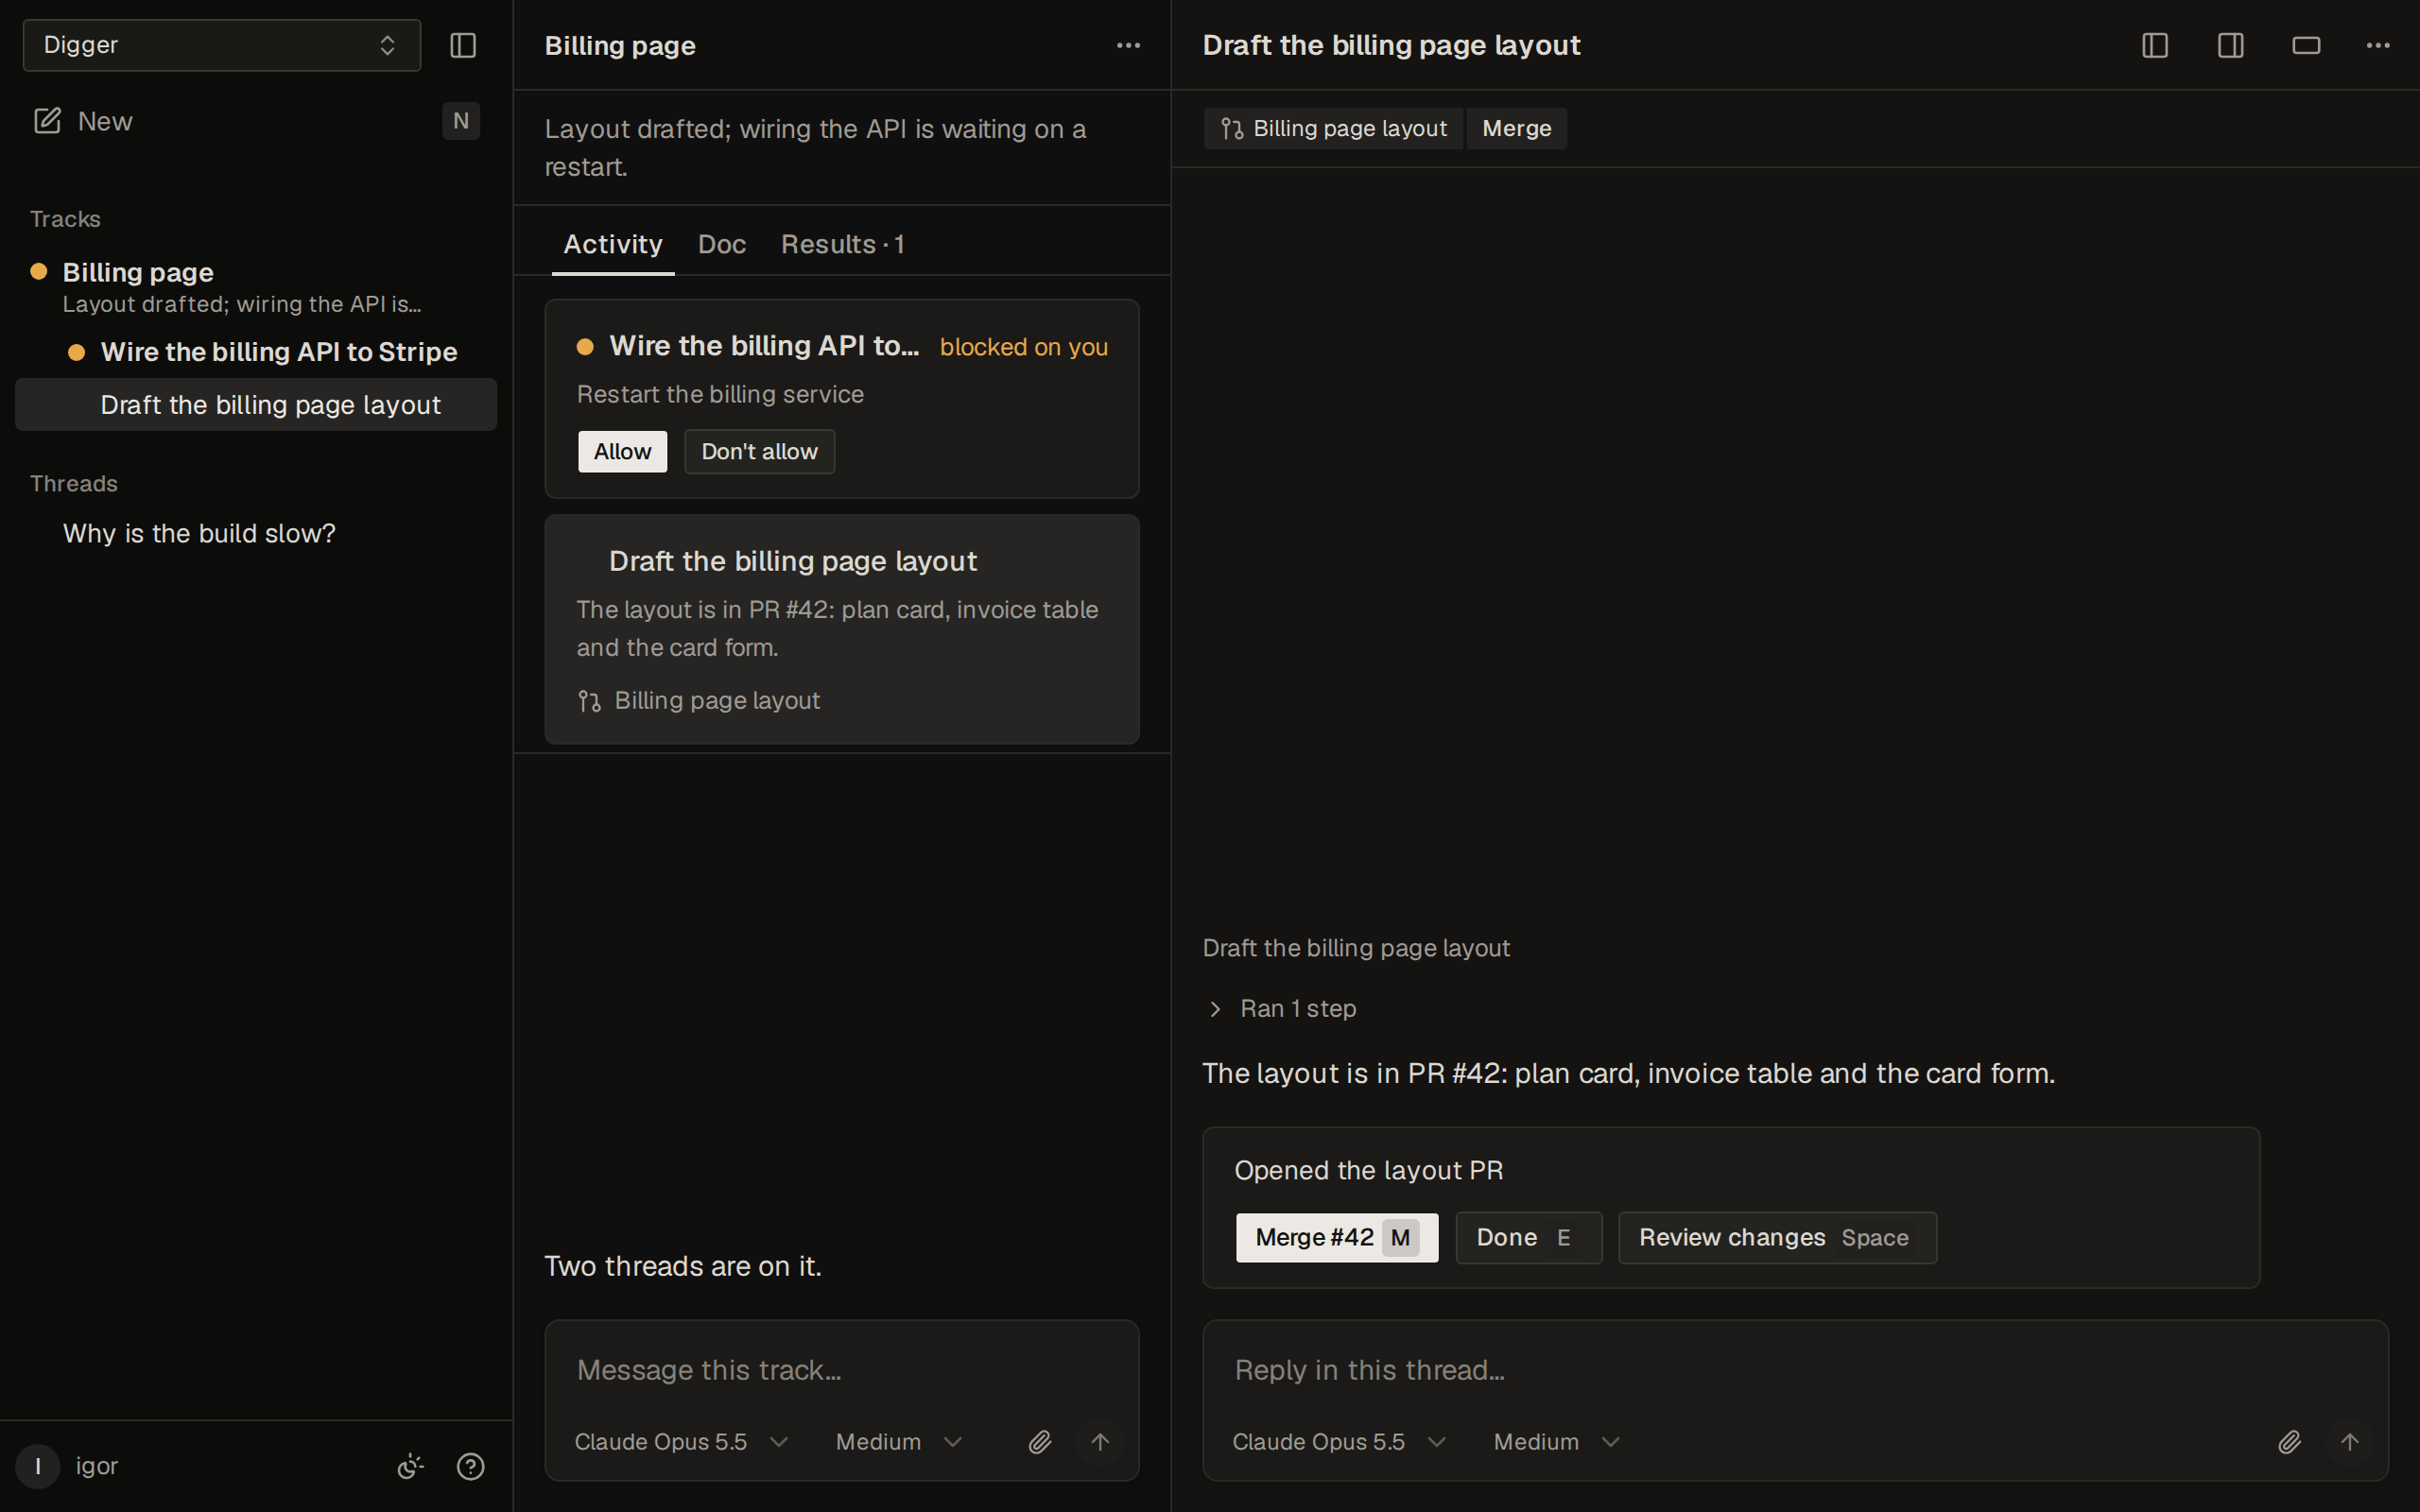 Digger
New
N
Tracks
Billing page
Layout drafted; wiring the API is…
Wire the billing API to Stripe
Draft the billing page layout
Threads
Why is the build slow?
I
igor
Billing page
Layout drafted; wiring the API is waiting on a
restart.
Activity
Doc
Results · 1
Wire the billing API to…
blocked on you
Restart the billing service
Allow
Don't allow
Draft the billing page layout
The layout is in PR #42: plan card, invoice table
and the card form.
Billing page layout
Two threads are on it.
Message this track…
Claude Opus 5.5
Medium
Draft the billing page layout
Billing page layout
Merge
Draft the billing page layout
Ran 1 step
The layout is in PR #42: plan card, invoice table and the card form.
Opened the layout PR
Merge #42 M
Done E
Review changes Space
Reply in this thread…
Claude Opus 5.5
Medium